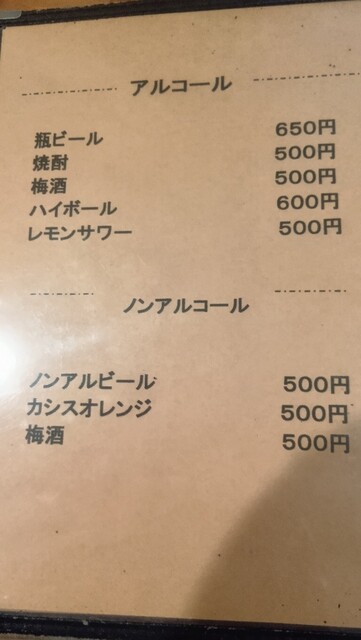 アルコール
瓶ビール 650円
焼酎 500円
梅酒 500円
ハイボール 600円
レモンサワー 500円
ノンアルコール
ノンアルビール 500円
カシスオレンジ 500円
梅酒 500円